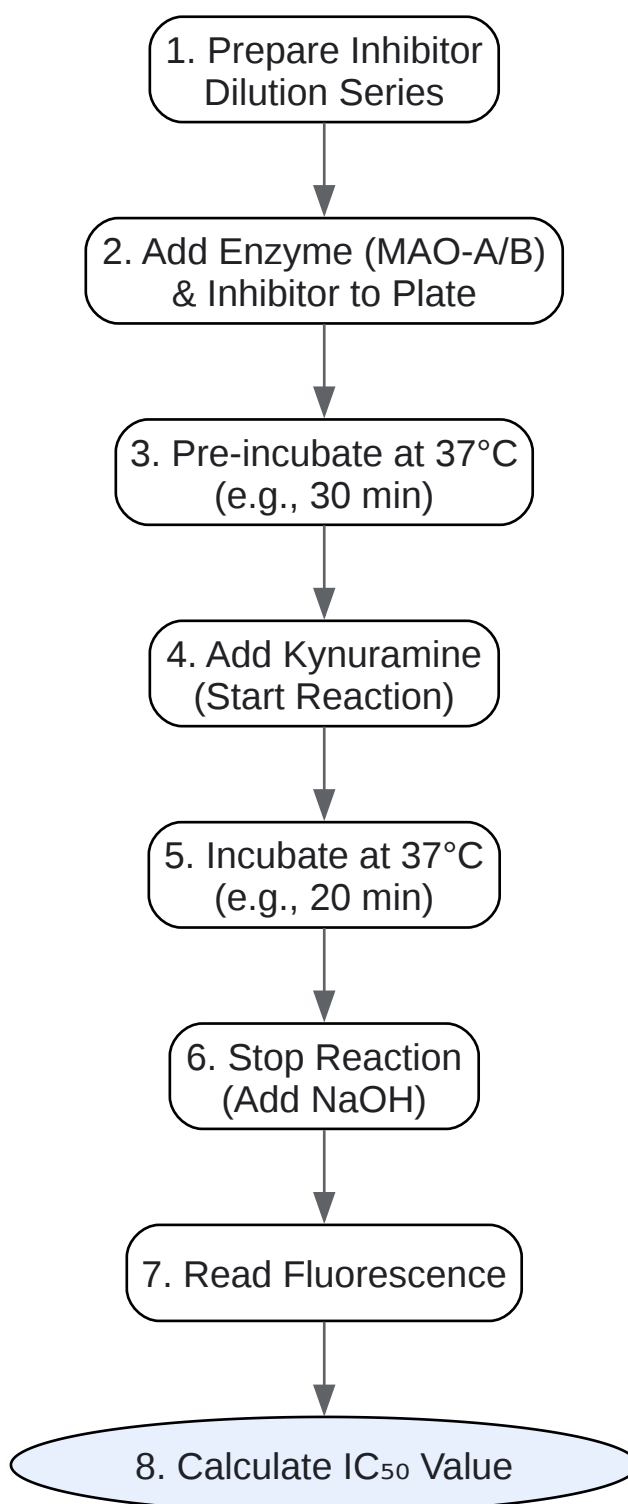 1. Prepare Inhibitor
Dilution Series
2. Add Enzyme (MAO-A/B)
& Inhibitor to Plate
3. Pre-incubate at 37°C
(e.g., 30 min)
4. Add Kynuramine
(Start Reaction)
5. Incubate at 37°C
(e.g., 20 min)
6. Stop Reaction
(Add NaOH)
7. Read Fluorescence
8. Calculate IC₅₀ Value